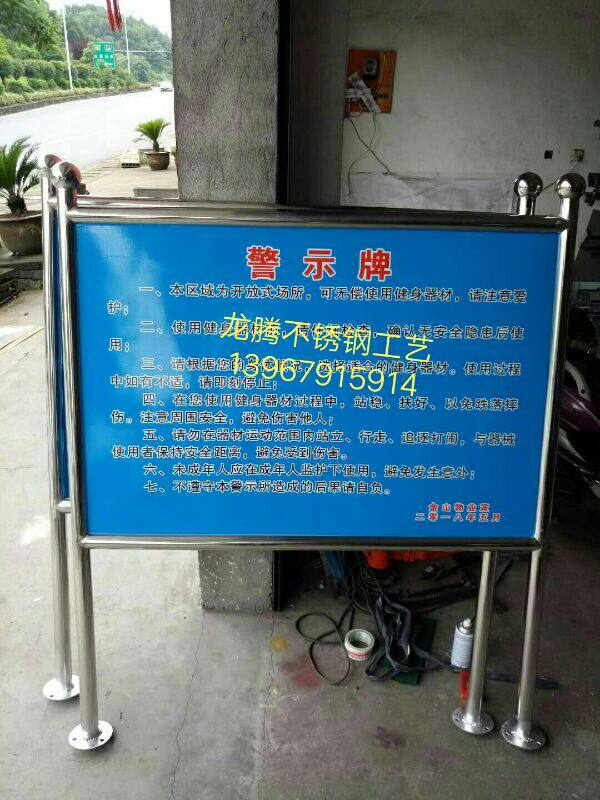 警示牌
一、本区域为开放式场所，可无偿使用健身器材，请注意爱
护；
二、使用健身器材
检查，确认无安全隐患后使
用；
龙腾不锈钢工艺
13967915914
三、请根据您的
选择适合的健身器材。使用过程
中如有不适，请即刻停止；
四、在您使用健身器材过程中，站稳、扶好、以免跌落摔
伤。注意周围安全，避免伤害他人；
五、请勿在器材运动范围内站立、行走、追逐打闹，与器械
使用者保持安全距离，避免受到伤害。
六、未成年人应在成年人监护下使用，避免发生意外；
七、不遵守本警示所造成的后果请自负。
金山物业宣
二零一八年五月